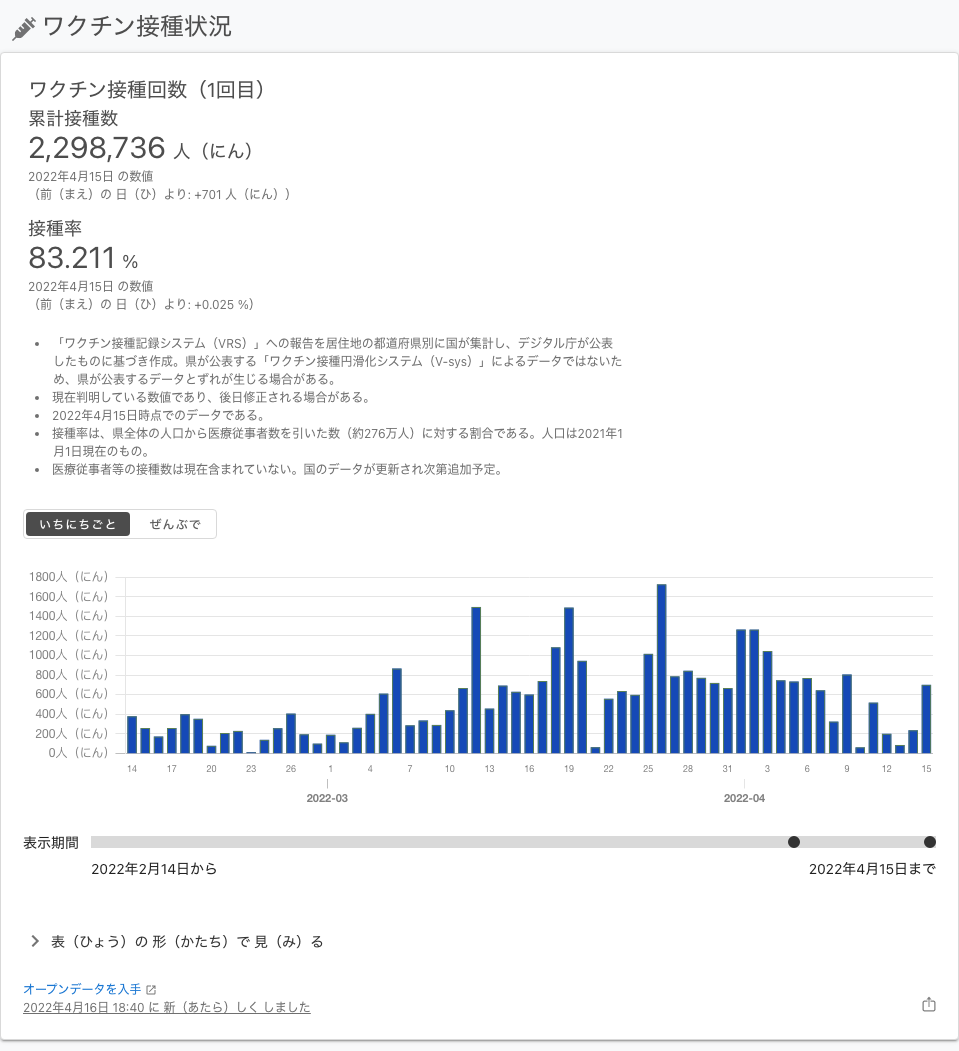 ワクチン接種状況
ワクチン接種回数（1回目）
累計接種数
2,298,736 人（にん）
2022年4月15日 の数値
（前（まえ）の 日（ひ）より: +701 人（にん））
接種率
83.211 %
2022年4月15日 の数値
（前（まえ）の 日（ひ）より: +0.025 %）
• 「ワクチン接種記録システム（VRS）」への報告を居住地の都道府県別に国が集計し、デジタル庁が公表
したものに基づき作成。県が公表する「ワクチン接種円滑化システム（V-sys）」によるデータではないた
め、県が公表するデータとずれが生じる場合がある。
• 現在判明している数値であり、後日修正される場合がある。
• 2022年4月15日時点でのデータである。
• 接種率は、県全体の人口から医療従事者数を引いた数（約276万人）に対する割合である。人口は2021年1
月1日現在のもの。
• 医療従事者等の接種数は現在含まれていない。国のデータが更新され次第追加予定。
いちにちごと ぜんぶで
1800人（にん）
1600人（にん）
1400人（にん）
1200人（にん）
1000人（にん）
800人（にん）
600人（にん）
400人（にん）
200人（にん）
0人（にん）
14 17 20 23 26 1 4 7 10 13 16 19 22 25 28 31 3 6 9 12 15
2022-03 2022-04
表示期間
2022年2月14日から 2022年4月15日まで
表（ひょう）の 形（かたち）で 見（み）る
オープンデータを入手
2022年4月16日 18:40 に 新（あたら）しく しました